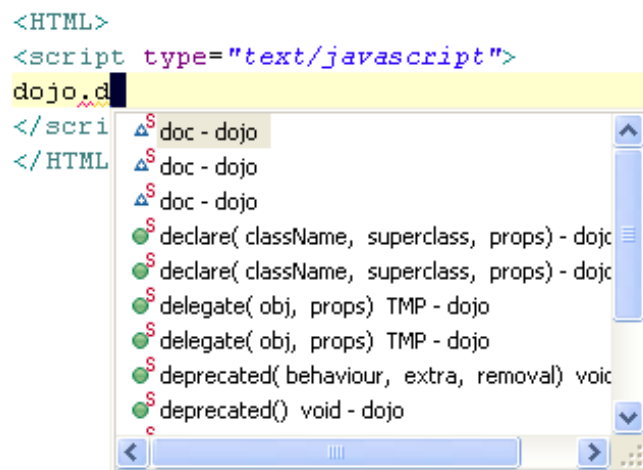 <HTML>
<script type="text/javascript">
dojo.d
</scri
</HTML
S doc - dojo
S doc - dojo
S doc - dojo
S declare( className, superclass, props) - dojo
S declare( className, superclass, props) - dojo
S delegate( obj, props) TMP - dojo
S delegate( obj, props) TMP - dojo
S deprecated( behaviour, extra, removal) void
S deprecated() void - dojo